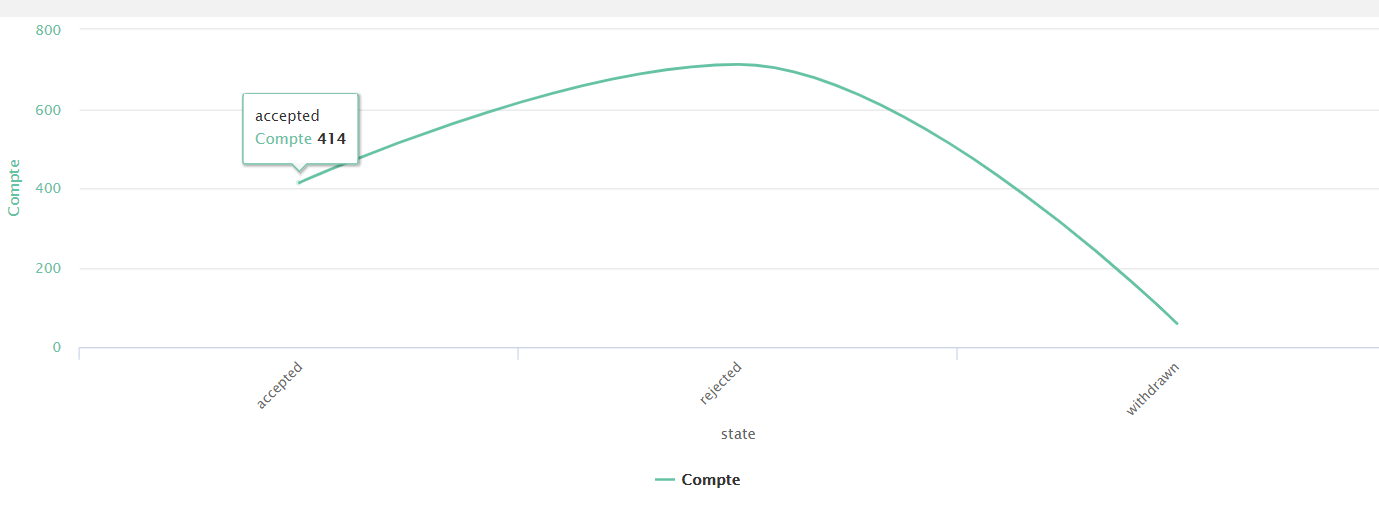 800
600
400
200
0
Compte
accepted
Compte 414
accepted
rejected
withdrawn
state
Compte